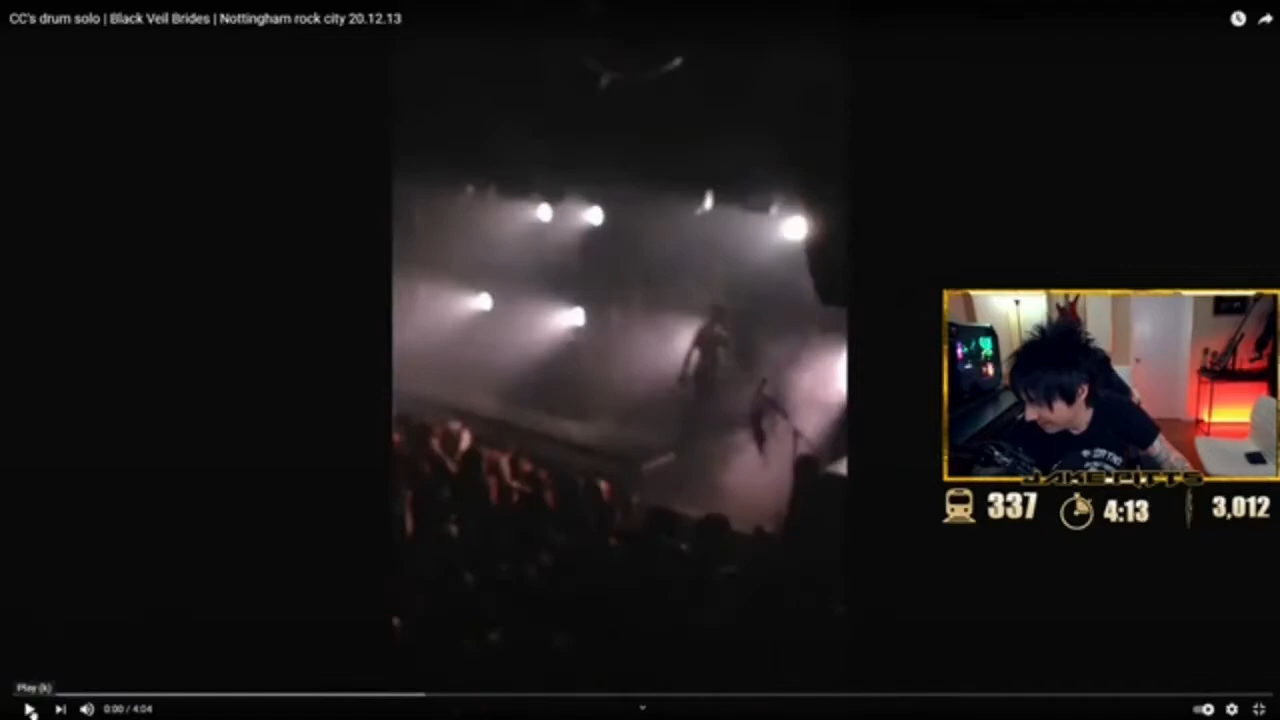 CC's drum solo | Black Veil Brides | Nottingham rock city 20.12.13
JAKE PITTS
337
4:13
3,012
Play (k)
0:00 / 4:04